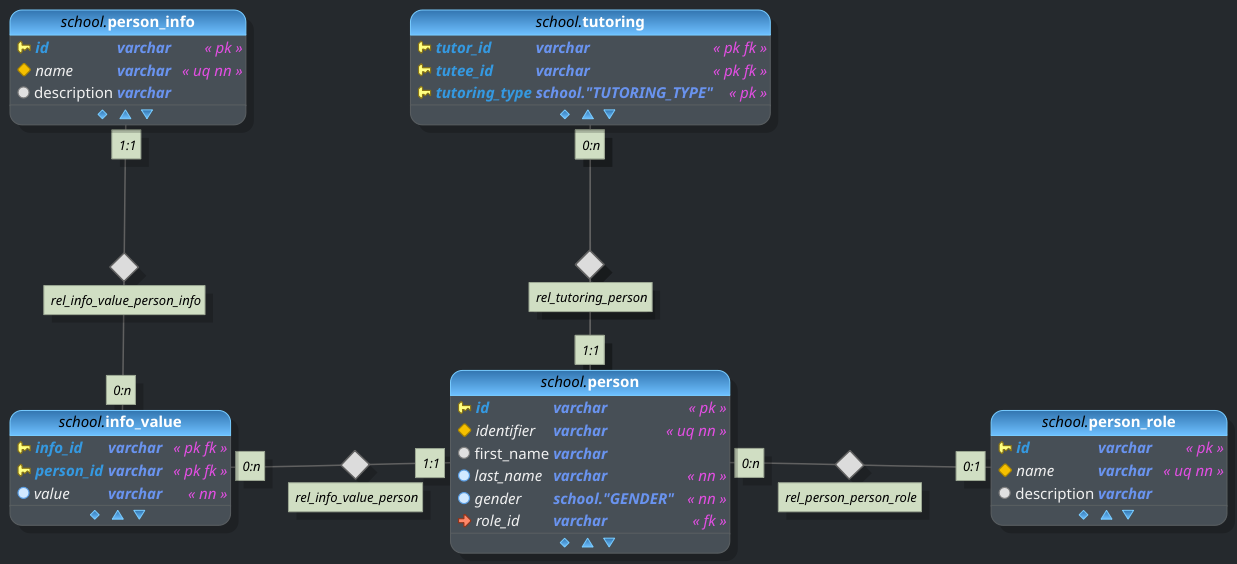 school.person_info
id varchar « pk »
name varchar « uq nn »
description varchar
school.tutoring
tutor_id varchar « pk fk »
tutee_id varchar « pk fk »
tutoring_type school."TUTORING_TYPE" « pk »
1:1
0:n
rel_info_value_person_info
rel_tutoring_person
1:1
0:n
school.info_value
info_id varchar « pk fk »
person_id varchar « pk fk »
value varchar « nn »
0:n
rel_info_value_person
1:1
school.person
id varchar « pk »
identifier varchar « uq nn »
first_name varchar
last_name varchar « nn »
gender school."GENDER" « nn »
role_id varchar « fk »
0:n
rel_person_person_role
0:1
school.person_role
id varchar « pk »
name varchar « uq nn »
description varchar